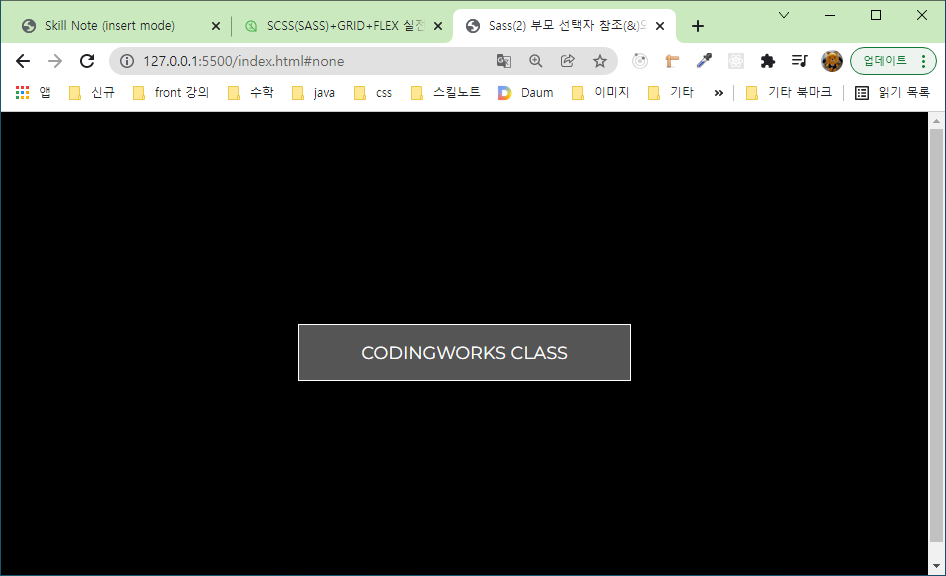 Skill Note (insert mode)
SCSS(SASS)+GRID+FLEX 실전
Sass(2) 부모 선택자 참조(&)의
127.0.0.1:5500/index.html#none
업데이트
앱 신규 front 강의 수학 java css 스킬노트 Daum 이미지 기타 » 기타 북마크 읽기 목록
CODINGWORKS CLASS